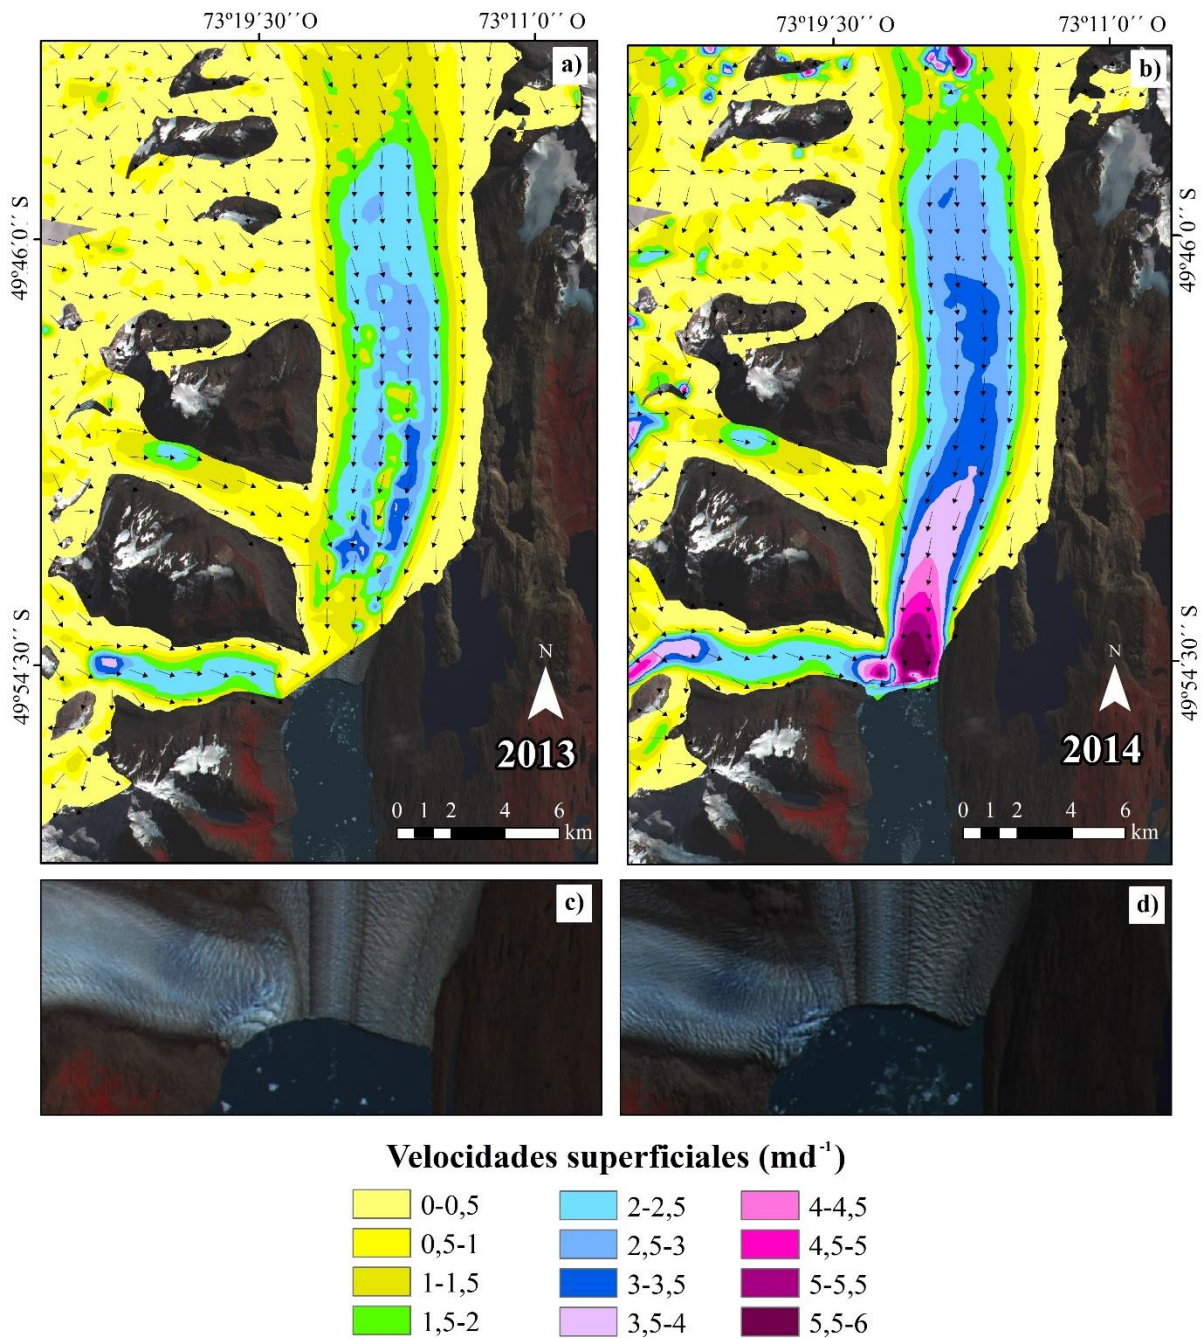 73º19´30´´ O
73º11´0´´ O
73º19´30´´ O
73º11´0´´ O
a)
b)
49º46´0´´ S
49º46´0´´ S
49º54´30´´ S
49º54´30´´ S
N
N
2013
2014
0 1 2 4 6
km
0 1 2 4 6
km
c)
d)
Velocidades superficiales (md⁻¹)
0-0,5
2-2,5
4-4,5
0,5-1
2,5-3
4,5-5
1-1,5
3-3,5
5-5,5
1,5-2
3,5-4
5,5-6